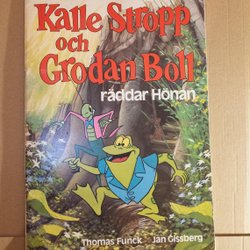 Kalle Stropp
och
Grodan Boll
räddar Hönan
Thomas Funck Jan Gissberg